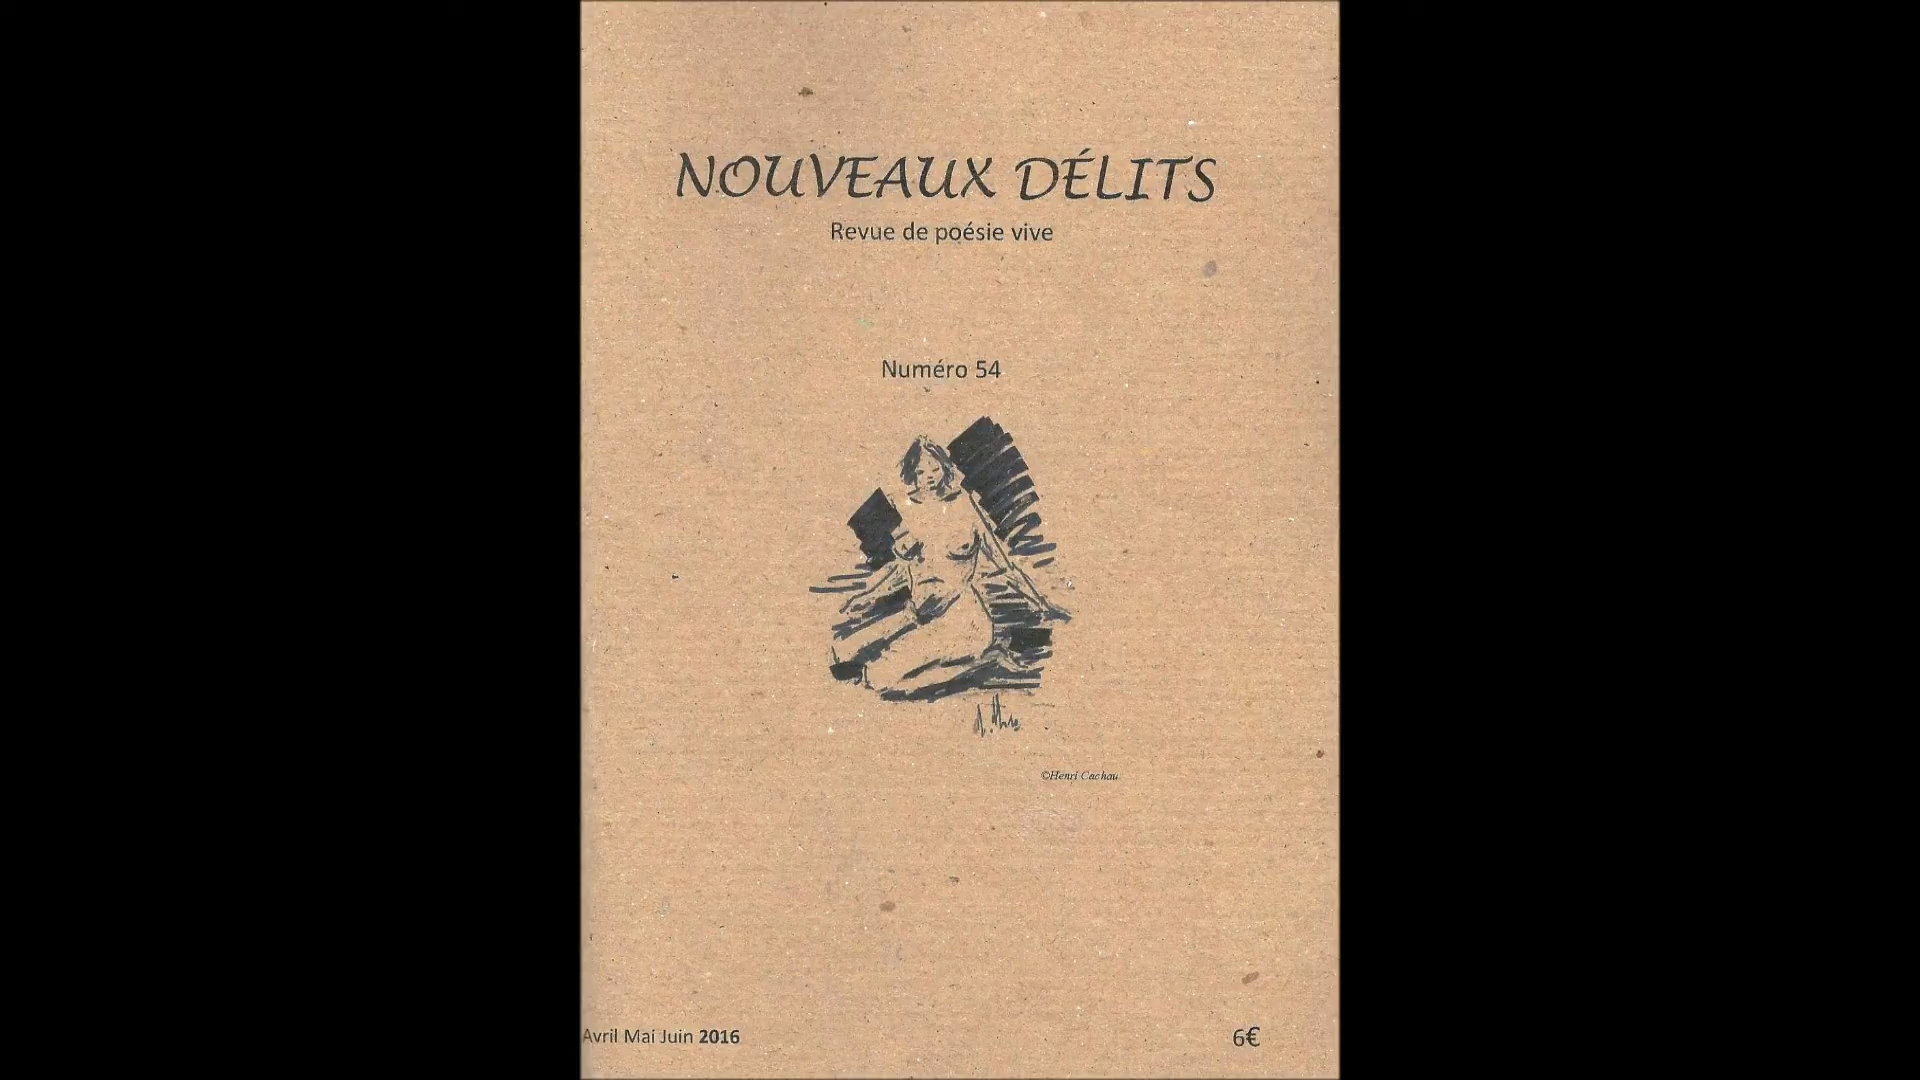 NOUVEAUX DÉLITS
Revue de poésie vive
Numéro 54
©Henri Cachau
Avril Mai Juin 2016
6€